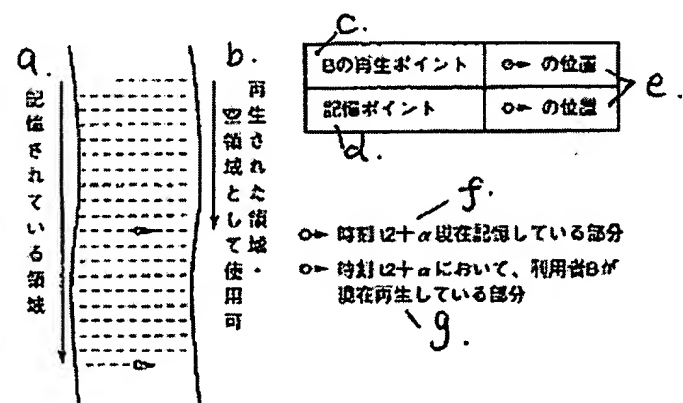 a.
記憶されている領域
b.
再生された領域・
空領域として使用可
c.
Bの再生ポイント
の位置
記憶ポイント
の位置
e.
d.
f.
時刻t2+α現在記憶している部分
時刻t2+αにおいて、利用者Bが
現在再生している部分
g.